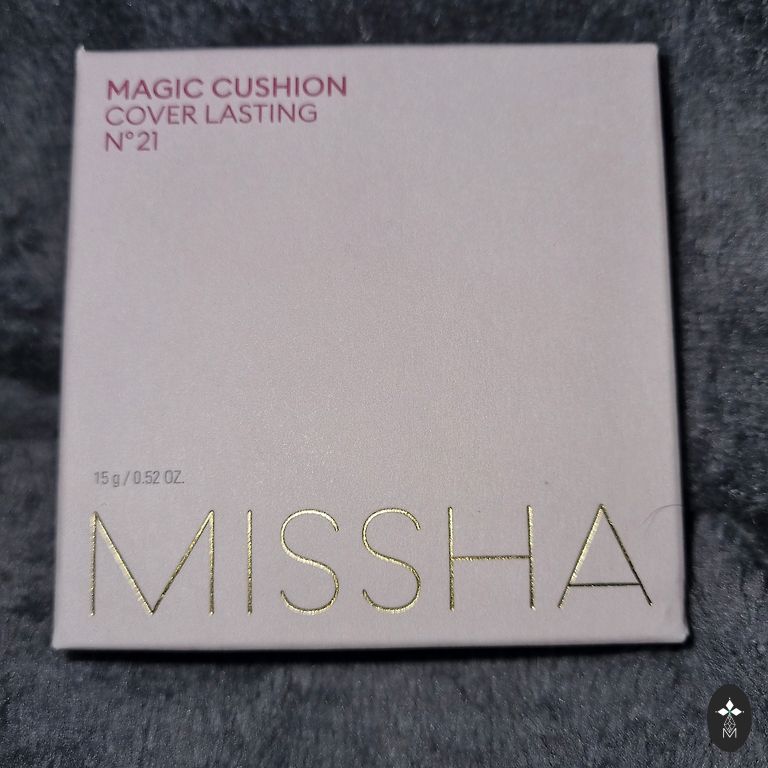 MAGIC CUSHION
COVER LASTING
N°21
15 g / 0.52 OZ.
MISSHA
M